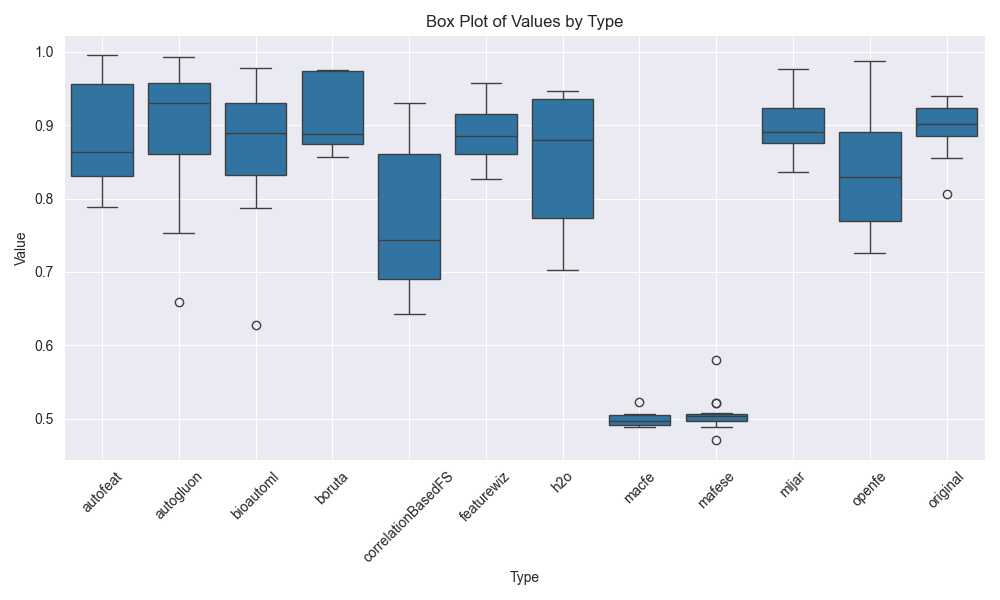 Box Plot of Values by Type
1.0
0.9
0.8
0.7
0.6
0.5
Value
autofeat
autogluon
bioautoml
boruta
correlationBasedFS
featurewiz
h2o
macfe
mafese
mljar
openfe
original
Type